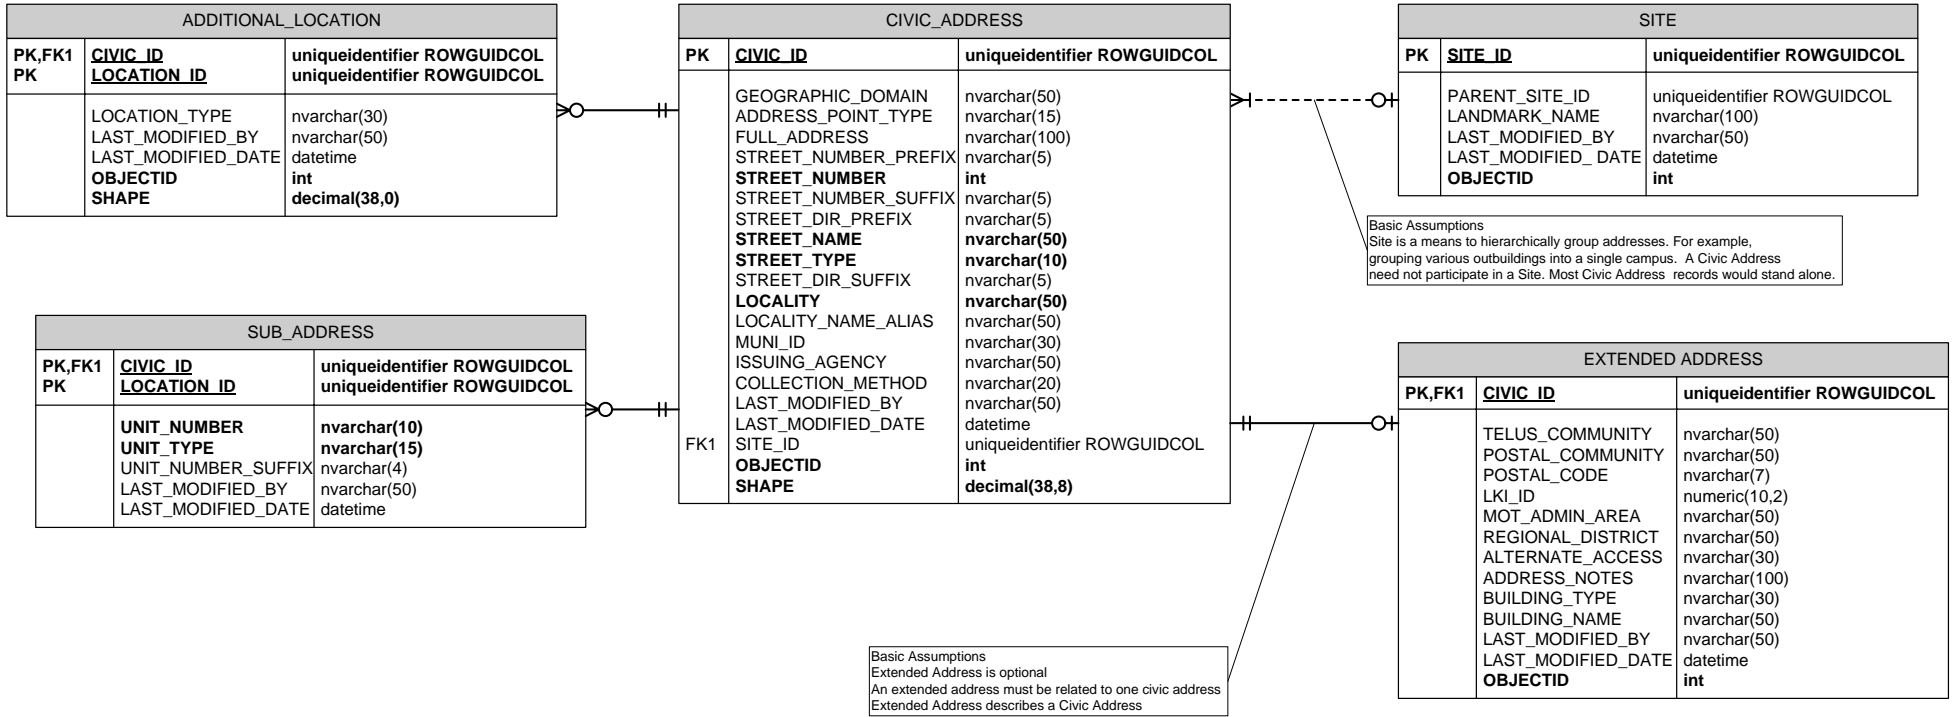 ADDITIONAL_LOCATION
PK,FK1 CIVIC_ID uniqueidentifier ROWGUIDCOL
PK LOCATION_ID uniqueidentifier ROWGUIDCOL
LOCATION_TYPE nvarchar(30)
LAST_MODIFIED_BY nvarchar(50)
LAST_MODIFIED_DATE datetime
OBJECTID int
SHAPE decimal(38,0)
SUB_ADDRESS
PK,FK1 CIVIC_ID uniqueidentifier ROWGUIDCOL
PK LOCATION_ID uniqueidentifier ROWGUIDCOL
UNIT_NUMBER nvarchar(10)
UNIT_TYPE nvarchar(15)
UNIT_NUMBER_SUFFIX nvarchar(4)
LAST_MODIFIED_BY nvarchar(50)
LAST_MODIFIED_DATE datetime
CIVIC_ADDRESS
PK CIVIC_ID uniqueidentifier ROWGUIDCOL
GEOGRAPHIC_DOMAIN nvarchar(50)
ADDRESS_POINT_TYPE nvarchar(15)
FULL_ADDRESS nvarchar(100)
STREET_NUMBER_PREFIX nvarchar(5)
STREET_NUMBER int
STREET_NUMBER_SUFFIX nvarchar(5)
STREET_DIR_PREFIX nvarchar(5)
STREET_NAME nvarchar(50)
STREET_TYPE nvarchar(10)
STREET_DIR_SUFFIX nvarchar(5)
LOCALITY nvarchar(50)
LOCALITY_NAME_ALIAS nvarchar(50)
MUNI_ID nvarchar(30)
ISSUING_AGENCY nvarchar(50)
COLLECTION_METHOD nvarchar(20)
LAST_MODIFIED_BY nvarchar(50)
LAST_MODIFIED_DATE datetime
FK1 SITE_ID uniqueidentifier ROWGUIDCOL
OBJECTID int
SHAPE decimal(38,8)
SITE
PK SITE_ID uniqueidentifier ROWGUIDCOL
PARENT_SITE_ID uniqueidentifier ROWGUIDCOL
LANDMARK_NAME nvarchar(100)
LAST_MODIFIED_BY nvarchar(50)
LAST_MODIFIED_ DATE datetime
OBJECTID int
Basic Assumptions
Site is a means to hierarchically group addresses. For example,
grouping various outbuildings into a single campus. A Civic Address
need not participate in a Site. Most Civic Address records would stand alone.
EXTENDED ADDRESS
PK,FK1 CIVIC_ID uniqueidentifier ROWGUIDCOL
TELUS_COMMUNITY nvarchar(50)
POSTAL_COMMUNITY nvarchar(50)
POSTAL_CODE nvarchar(7)
LKI_ID numeric(10,2)
MOT_ADMIN_AREA nvarchar(50)
REGIONAL_DISTRICT nvarchar(50)
ALTERNATE_ACCESS nvarchar(30)
ADDRESS_NOTES nvarchar(100)
BUILDING_TYPE nvarchar(30)
BUILDING_NAME nvarchar(50)
LAST_MODIFIED_BY nvarchar(50)
LAST_MODIFIED_DATE datetime
OBJECTID int
Basic Assumptions
Extended Address is optional
An extended address must be related to one civic address
Extended Address describes a Civic Address